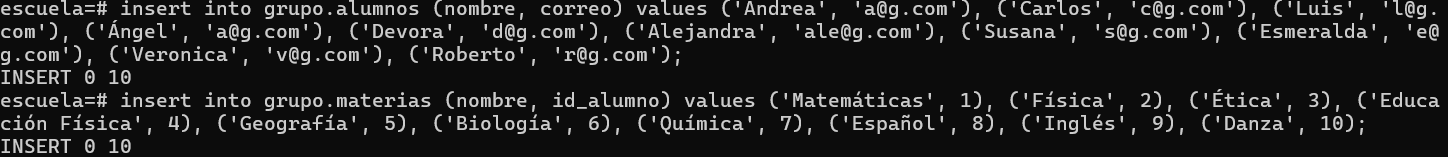 escuela=# insert into grupo.alumnos (nombre, correo) values ('Andrea', 'a@g.com'), ('Carlos', 'c@g.com'), ('Luis', 'l@g.
com'), ('Ángel', 'a@g.com'), ('Devora', 'd@g.com'), ('Alejandra', 'ale@g.com'), ('Susana', 's@g.com'), ('Esmeralda', 'e@
g.com'), ('Veronica', 'v@g.com'), ('Roberto', 'r@g.com');
INSERT 0 10
escuela=# insert into grupo.materias (nombre, id_alumno) values ('Matemáticas', 1), ('Física', 2), ('Ética', 3), ('Educa
ción Física', 4), ('Geografía', 5), ('Biología', 6), ('Química', 7), ('Español', 8), ('Inglés', 9), ('Danza', 10);
INSERT 0 10